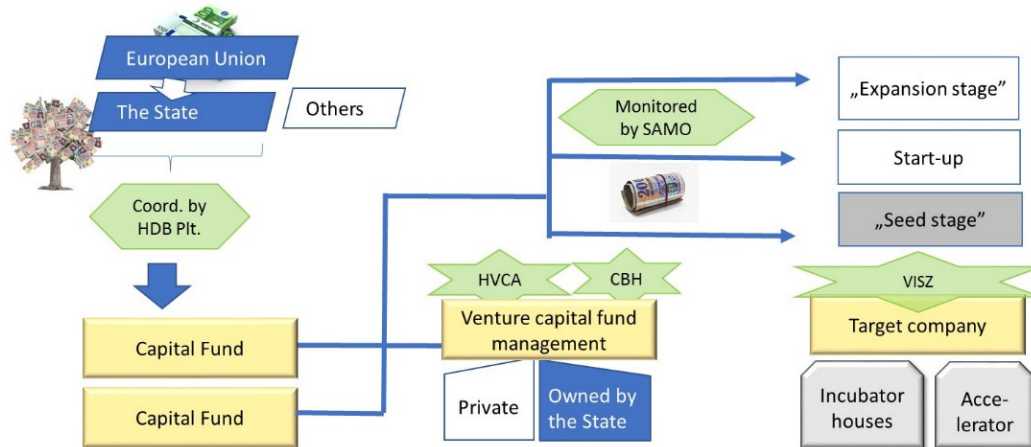 European Union
The State
Others
Coord. by
HDB Plt.
Capital Fund
Capital Fund
Monitored
by SAMO
HVCA
CBH
Venture capital fund
management
Private
Owned by
the State
„Expansion stage”
Start-up
„Seed stage”
VISZ
Target company
Incubator
houses
Acce-
lerator